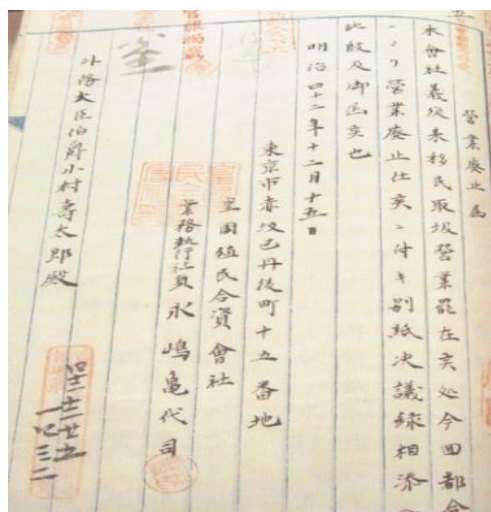 營業廢止届
本會社義從来移民取扱營業罷在候処今回都合
ニヨリ營業廢止仕候ニ付キ別紙決議録相添
此段及御届候也
明治四十二年十二月十五日
東京市赤坂區丹後町十五番地
皇國殖民合資會社
業務執行社員水嶋亀代司
外務大臣伯爵小村壽太郎殿